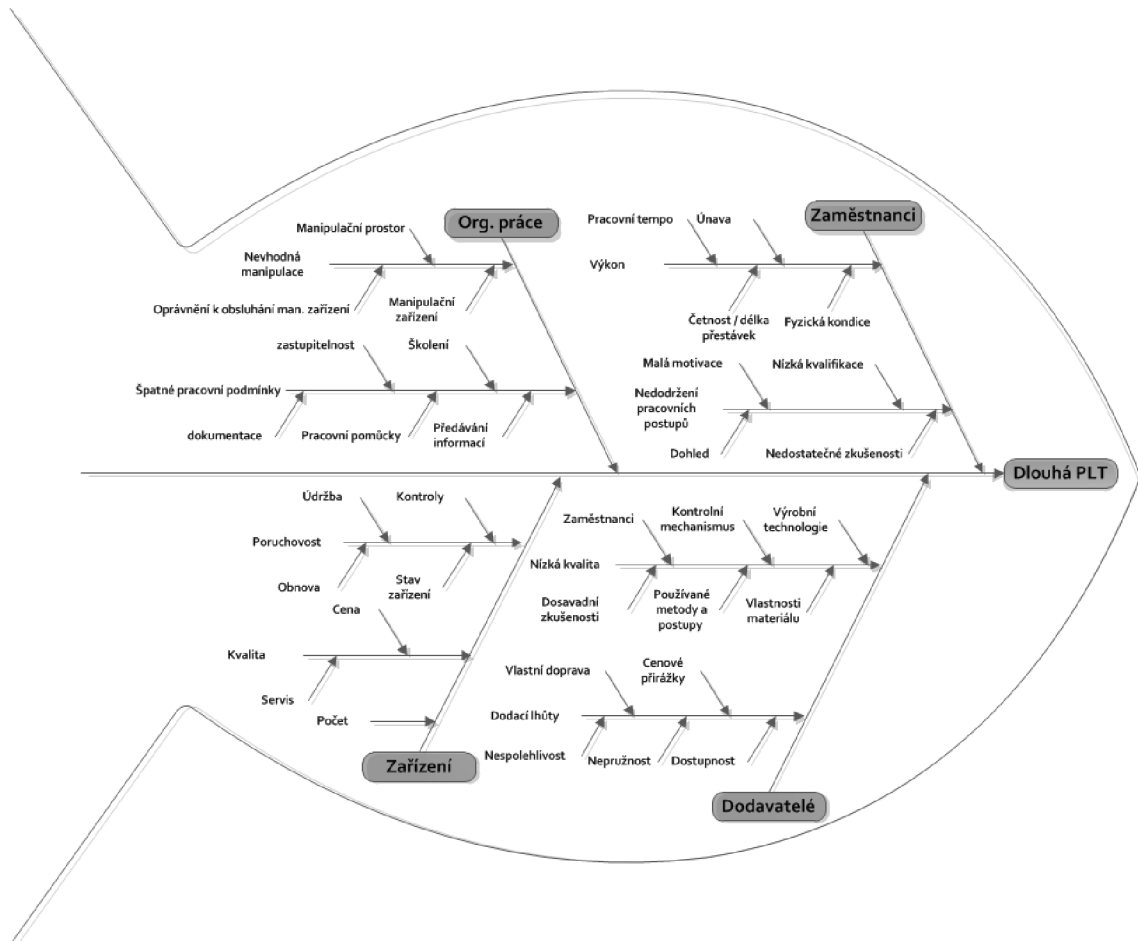 Org. práce
Zaměstnanci
Manipulační prostor
Nevhodná
manipulace
Oprávnění k obsluhání man. zařízení
Manipulační
zařízení
Pracovní tempo
Únava
Výkon
Četnost / délka
přestávek
Fyzická kondice
zastupitelnost
Školení
Špatné pracovní podmínky
dokumentace
Pracovní pomůcky
Předávání
informací
Malá motivace
Nízká kvalifikace
Nedodržení
pracovních
postupů
Dohled
Nedostatečné zkušenosti
Dlouhá PLT
Údržba
Kontroly
Poruchovost
Obnova
Stav
zařízení
Cena
Kvalita
Servis
Počet
Zařízení
Zaměstnanci
Kontrolní
mechanismus
Výrobní
technologie
Nízká kvalita
Dosavadní
zkušenosti
Používané
metody a
postupy
Vlastnosti
materiálu
Vlastní doprava
Cenové
přirážky
Dodací lhůty
Nespolehlivost
Nepružnost
Dostupnost
Dodavatelé